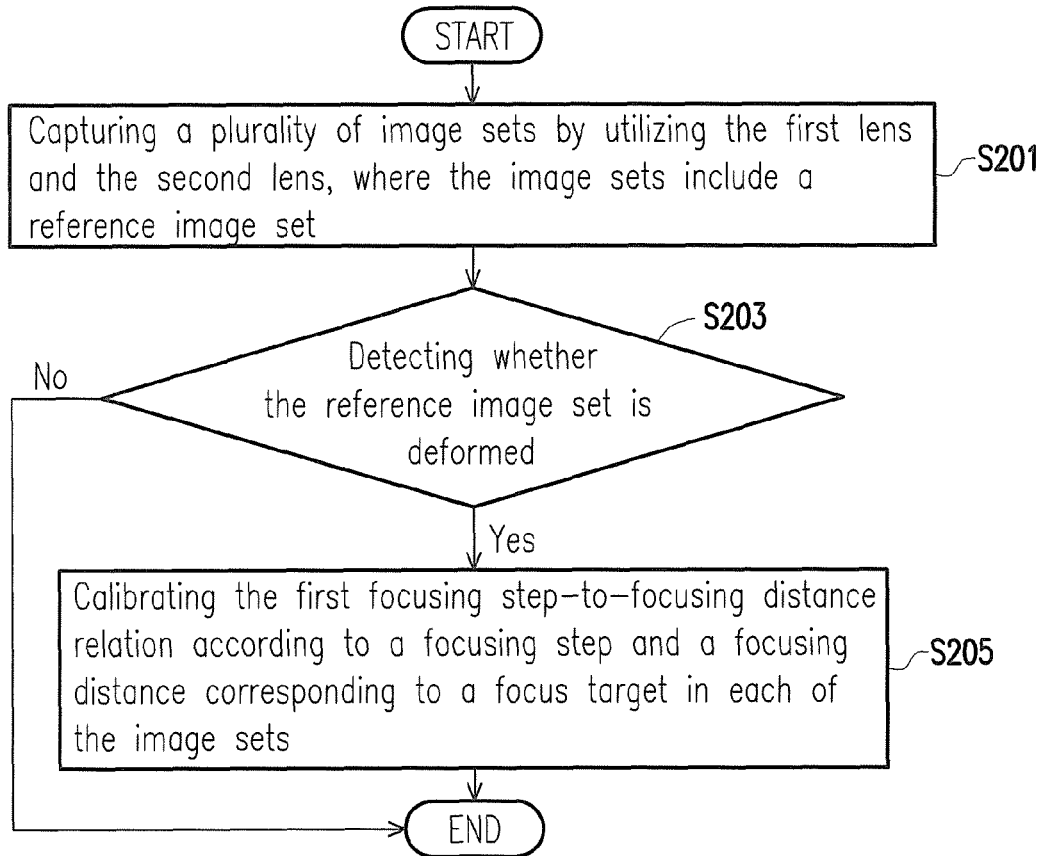 START
Capturing a plurality of image sets by utilizing the first lens
and the second lens, where the image sets include a
reference image set
S201
S203
Detecting whether
the reference image set is
deformed
No
Yes
Calibrating the first focusing step-to-focusing distance
relation according to a focusing step and a focusing
distance corresponding to a focus target in each of
the image sets
S205
END